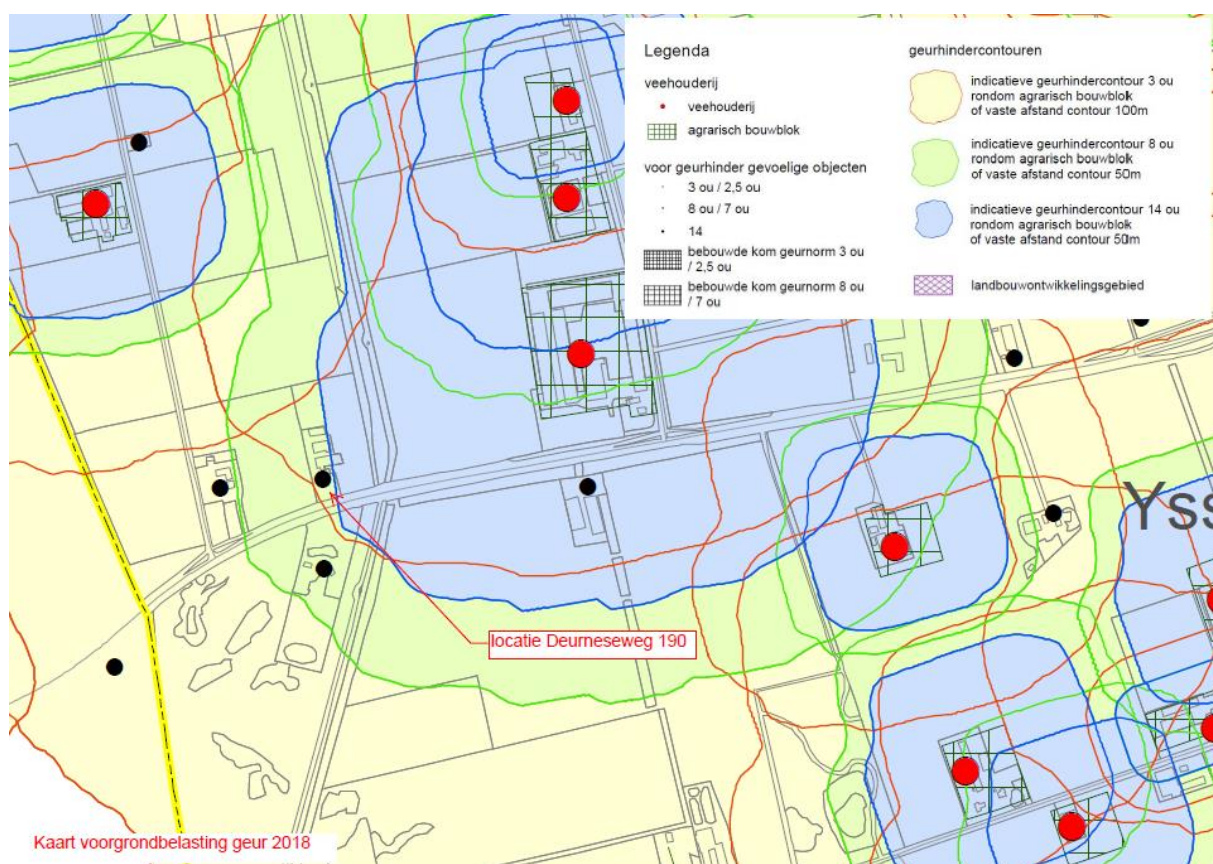 Legenda
veehouderij
veehouderij
agrarisch bouwblok
voor geurhinder gevoelige objecten
3 ou / 2,5 ou
8 ou / 7 ou
14
bebouwde kom geurnorm 3 ou
/ 2,5 ou
bebouwde kom geurnorm 8 ou
/ 7 ou
geurhindercontouren
indicatieve geurhindercontour 3 ou
rondom agrarisch bouwblok
of vaste afstand contour 100m
indicatieve geurhindercontour 8 ou
rondom agrarisch bouwblok
of vaste afstand contour 50m
indicatieve geurhindercontour 14 ou
rondom agrarisch bouwblok
of vaste afstand contour 50m
landbouwontwikkelingsgebied
Yss
locatie Deurneseweg 190
Kaart voorgrondbelasting geur 2018